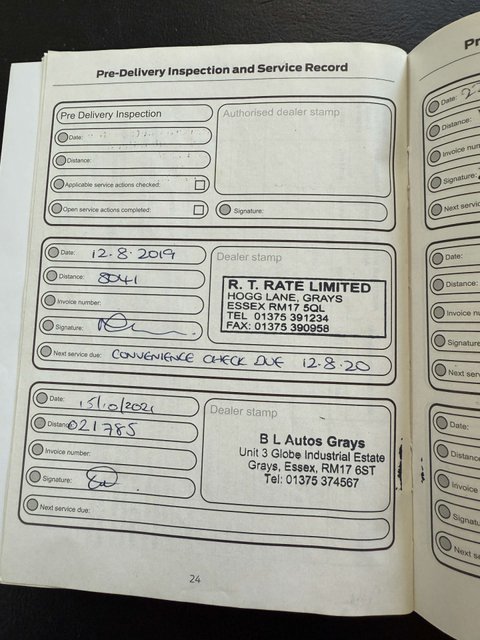 Pre-Delivery Inspection and Service Record
Pre Delivery Inspection
Date:
Distance:
Applicable service actions checked:
Open service actions completed:
Authorised dealer stamp
Signature:
Date: 12.8.2019
Distance: 8041
Invoice number:
Signature:
Next service due: CONVENIENCE CHECK DUE 12.8.20
Dealer stamp
R. T. RATE LIMITED
HOGG LANE, GRAYS
ESSEX RM17 5QL
TEL 01375 391234
FAX: 01375 390958
Date: 15/10/2021
Distance: 021785
Invoice number:
Signature:
Next service due:
Dealer stamp
B L Autos Grays
Unit 3 Globe Industrial Estate
Grays, Essex, RM17 6ST
Tel: 01375 374567
24
Date:
Distance:
Invoice num
Signature:
Next servic
Date:
Distance:
Invoice num
Signature
Next serv
Date:
Distance
Invoice
Signatu
Next s